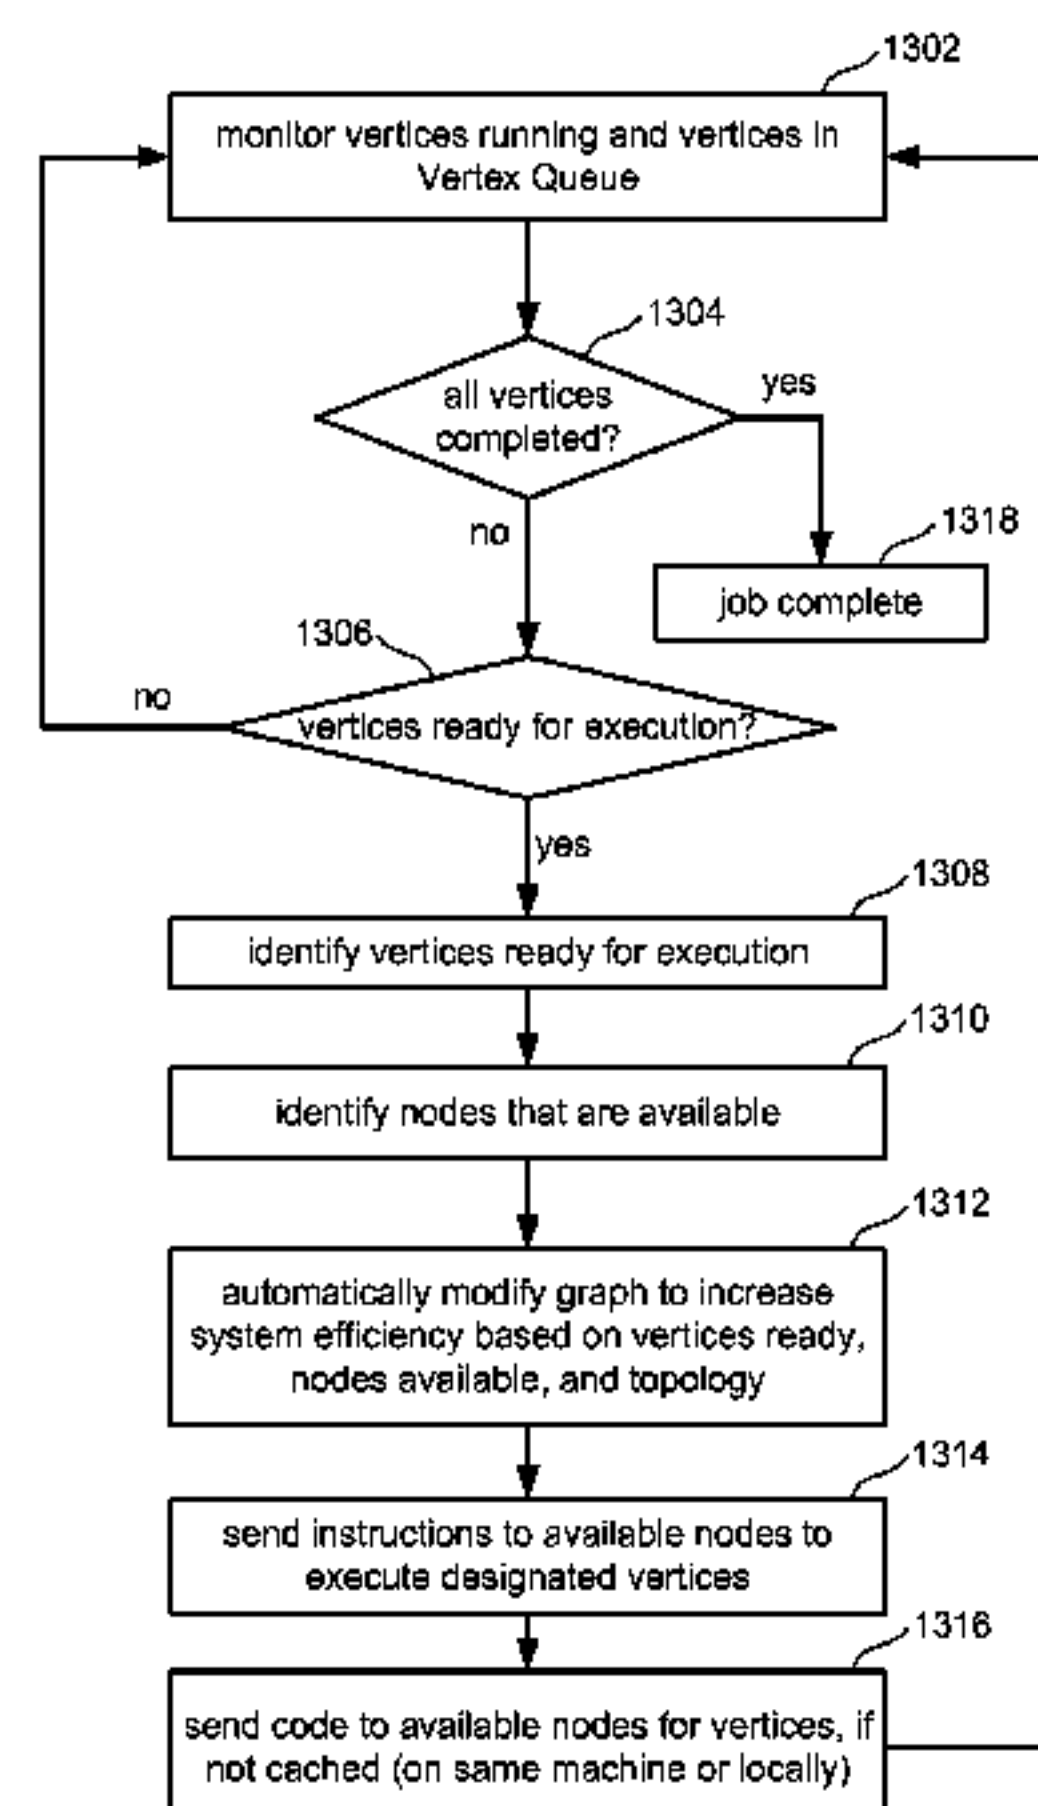 1302
monitor vertices running and vertices in
Vertex Queue
1304
all vertices
completed?
yes
no
1318
job complete
1306
no
vertices ready for execution?
yes
1308
identify vertices ready for execution
1310
identify nodes that are available
1312
automatically modify graph to increase
system efficiency based on vertices ready,
nodes available, and topology
1314
send instructions to available nodes to
execute designated vertices
1316
send code to available nodes for vertices, if
not cached (on same machine or locally)